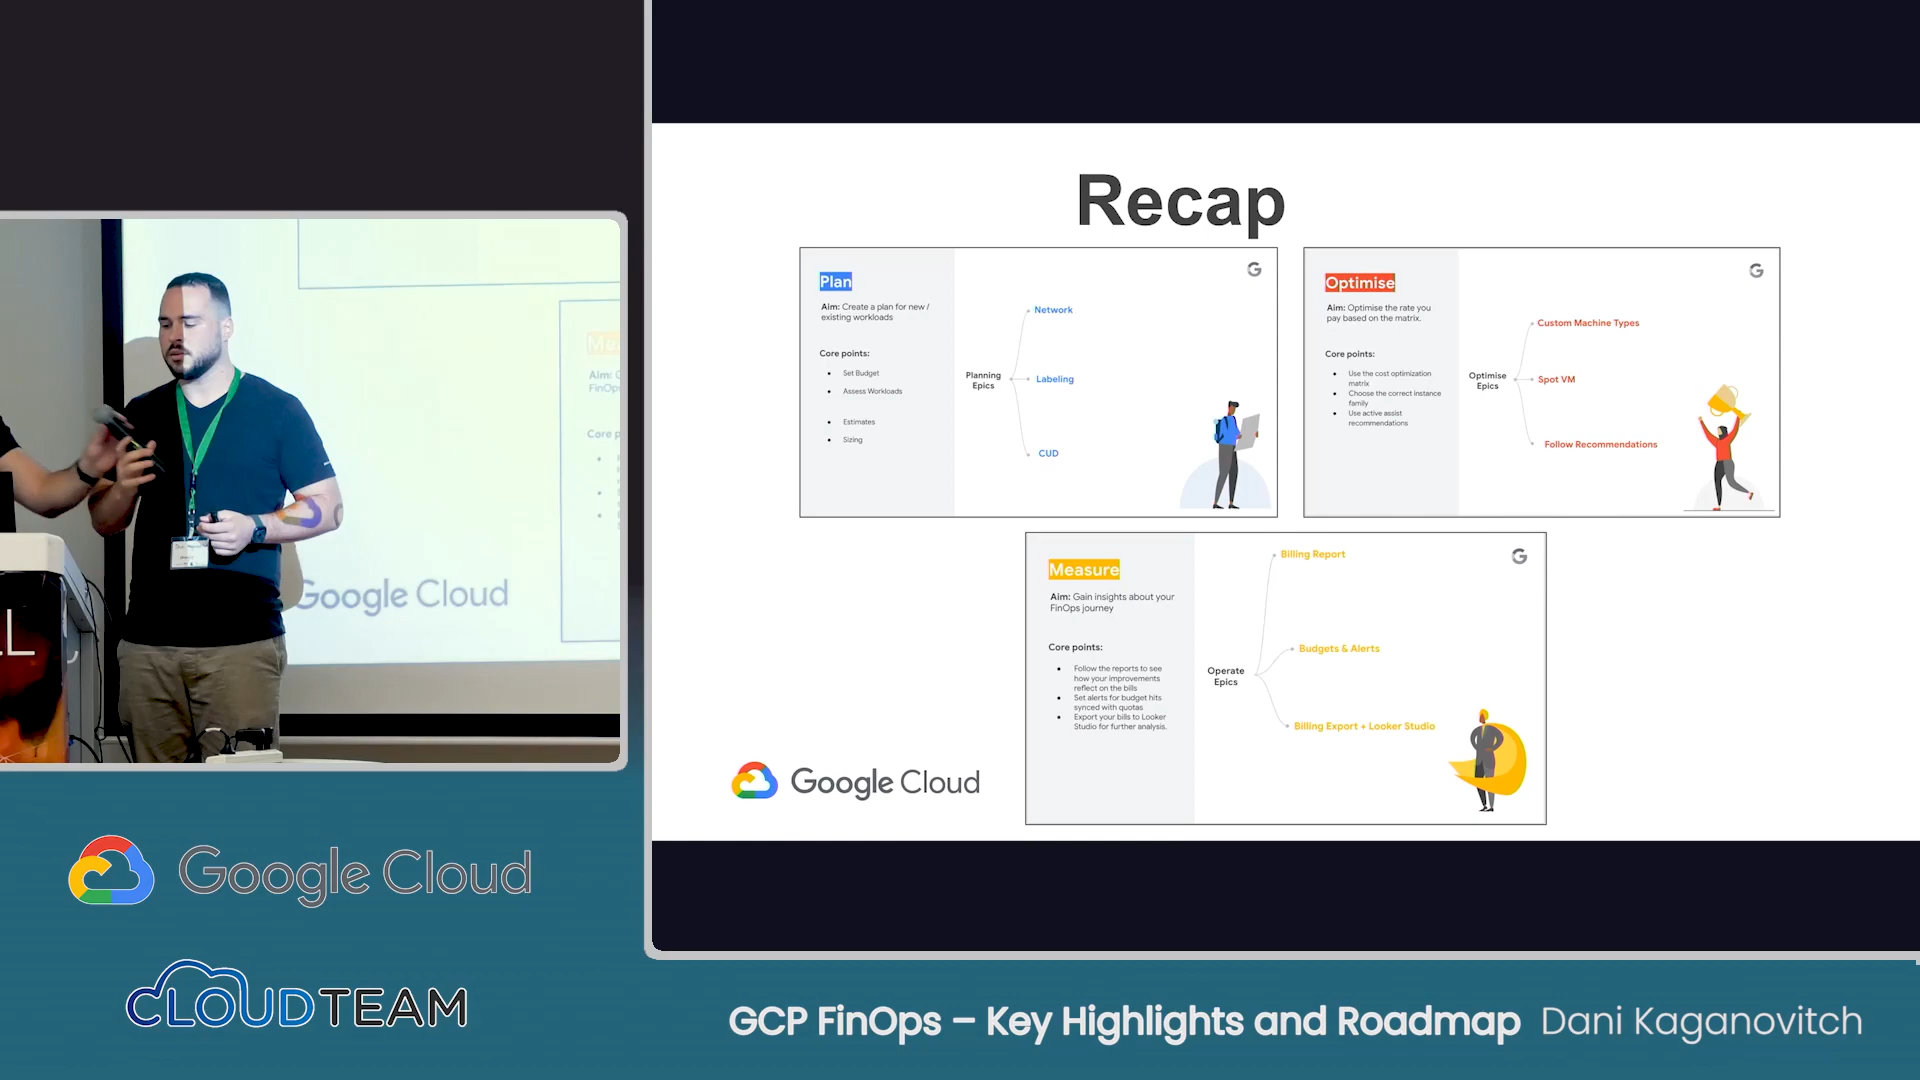 Recap
Plan
Aim: Create a plan for new /
existing workloads
Core points:
Set Budget
Assess Workloads
Estimates
Sizing
Planning
Epics
Network
Labeling
CUD
Optimise
Aim: Optimise the rate you
pay based on the matrix.
Core points:
Use the cost optimization
matrix
Choose the correct instance
family
Use active assist
recommendations
Optimise
Epics
Custom Machine Types
Spot VM
Follow Recommendations
Measure
Aim: Gain insights about your
FinOps journey
Core points:
Follow the reports to see
how your improvements
reflect on the bills
Set alerts for budget hits
synced with quotas
Export your bills to Looker
Studio for further analysis.
Operate
Epics
Billing Report
Budgets & Alerts
Billing Export + Looker Studio
Google Cloud
Me
Aim:
FinOp
Core p
Google Cloud
Google Cloud
CLOUDTEAM
GCP FinOps – Key Highlights and Roadmap Dani Kaganovitch